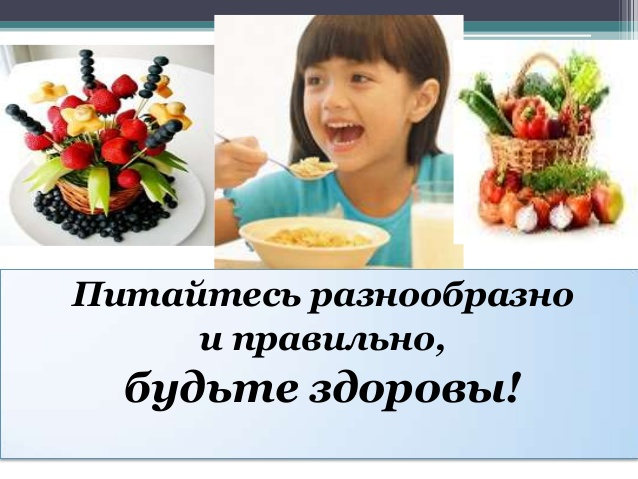 Питайтесь разнообразно
и правильно,
будьте здоровы!